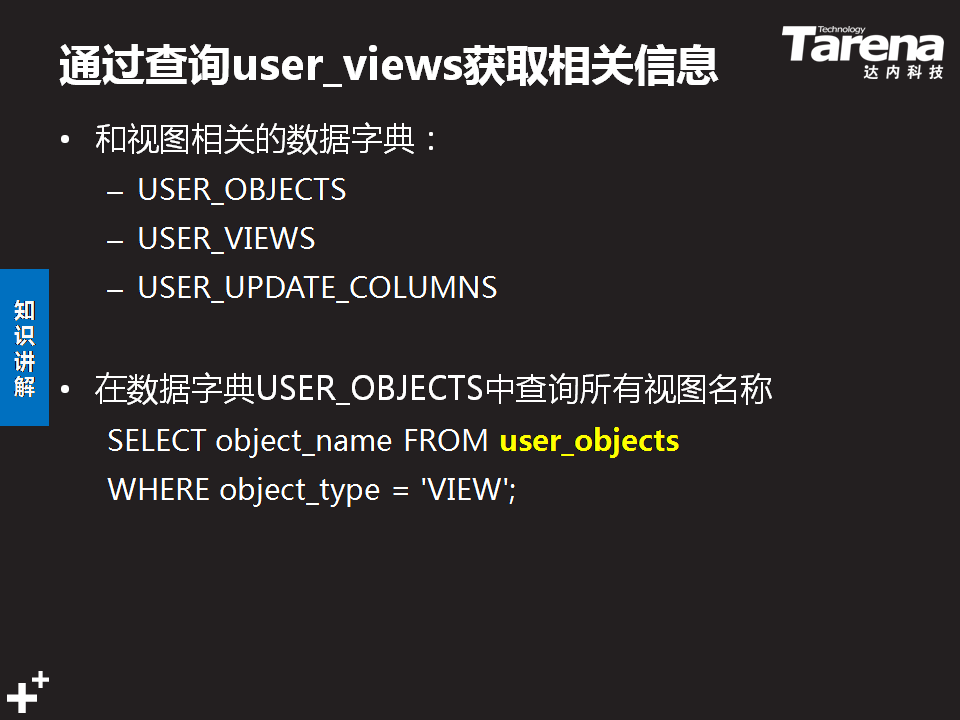 通过查询user_views获取相关信息
Technology
Tarena
达内科技
• 和视图相关的数据字典：
– USER_OBJECTS
– USER_VIEWS
– USER_UPDATE_COLUMNS
知识讲解
• 在数据字典USER_OBJECTS中查询所有视图名称
SELECT object_name FROM user_objects
WHERE object_type = 'VIEW';